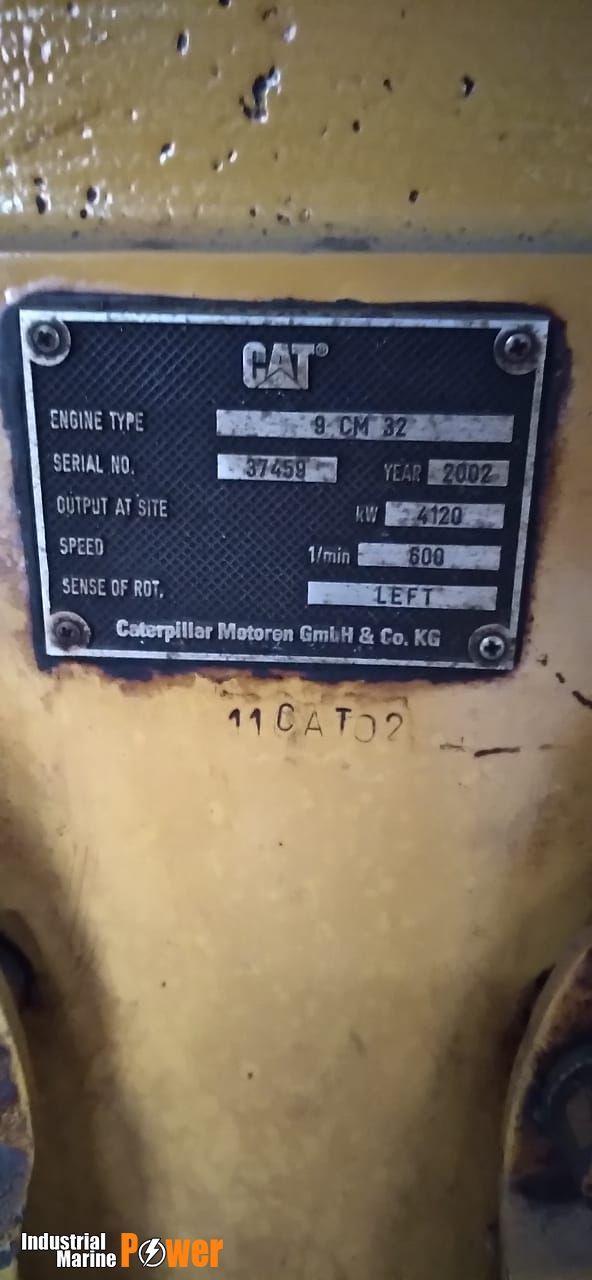 CAT®
ENGINE TYPE 9 CM 32
SERIAL NO. 37459 YEAR 2002
OUTPUT AT SITE kW 4120
SPEED 1/min 600
SENSE OF ROT. LEFT
Caterpillar Motoren GmbH & Co. KG
11CAT02
Industrial Marine Power